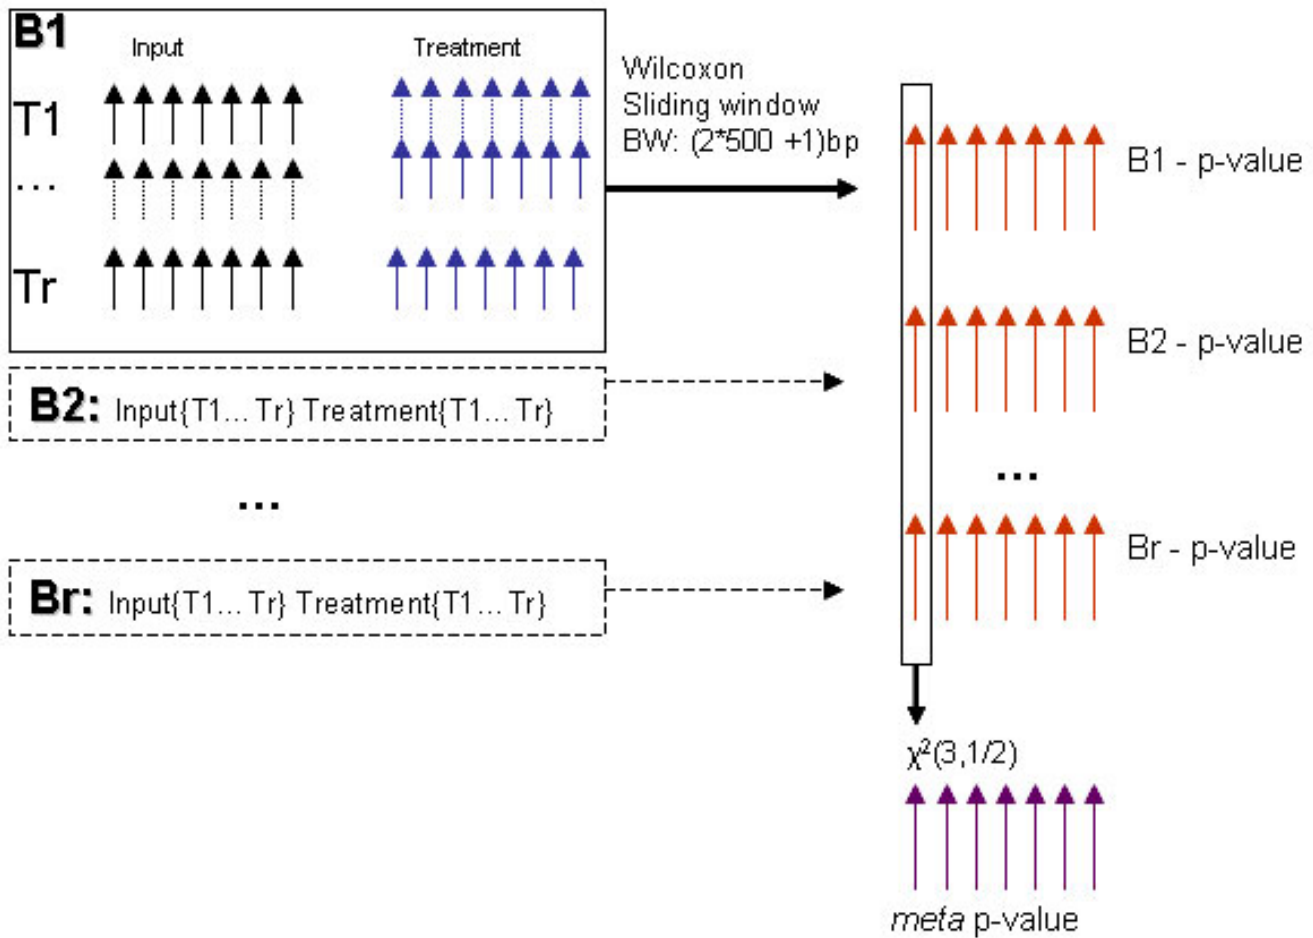 B1
Input
Treatment
T1
...
Tr
Wilcoxon
Sliding window
BW: (2*500 +1)bp
B1 - p-value
B2: Input{T1... Tr} Treatment{T1... Tr}
B2 - p-value
...
...
Br: Input{T1... Tr} Treatment{T1... Tr}
Br - p-value
χ²(3,1/2)
meta p-value